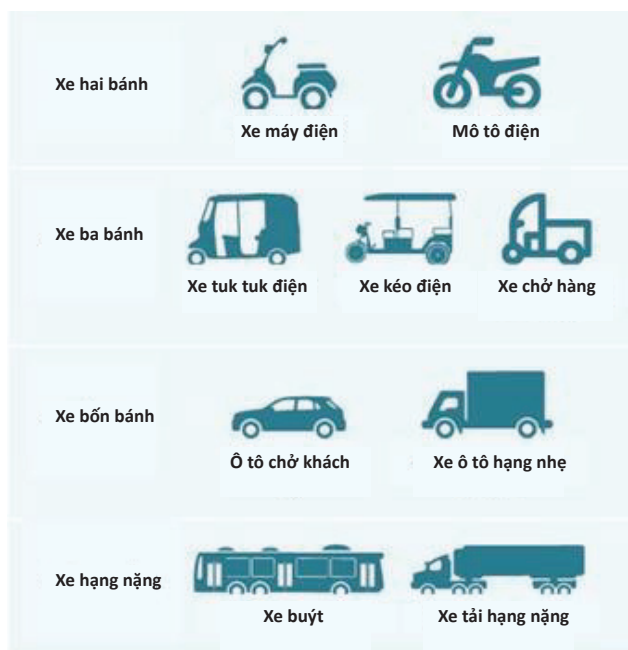 Xe hai bánh
Xe máy điện
Mô tô điện
Xe ba bánh
Xe tuk tuk điện
Xe kéo điện
Xe chở hàng
Xe bốn bánh
Ô tô chở khách
Xe ô tô hạng nhẹ
Xe hạng nặng
Xe buýt
Xe tải hạng nặng